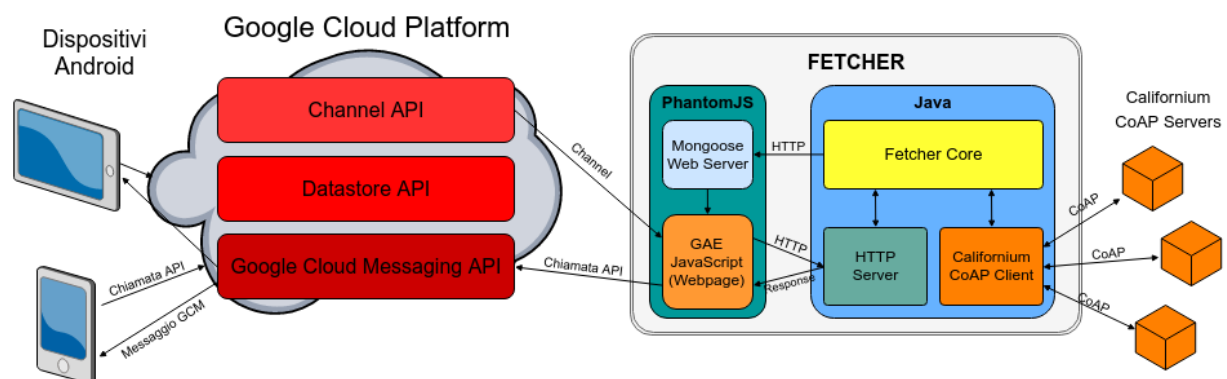 Dispositivi
Android
Google Cloud Platform
Channel API
Datastore API
Google Cloud Messaging API
Chiamata API
Messaggio GCM
Channel
Chiamata API
FETCHER
PhantomJS
Mongoose
Web Server
GAE
JavaScript
(Webpage)
HTTP
HTTP
Response
Java
Fetcher Core
HTTP
Server
Californium
CoAP Client
CoAP
CoAP
CoAP
Californium
CoAP Servers